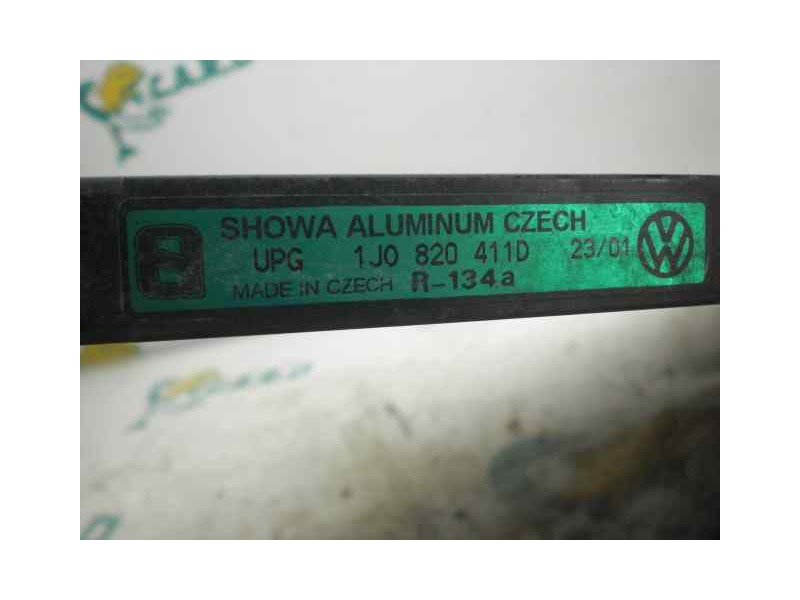 SHOWA ALUMINUM CZECH
UPG 1J0 820 411D 23/01
MADE IN CZECH R-134a